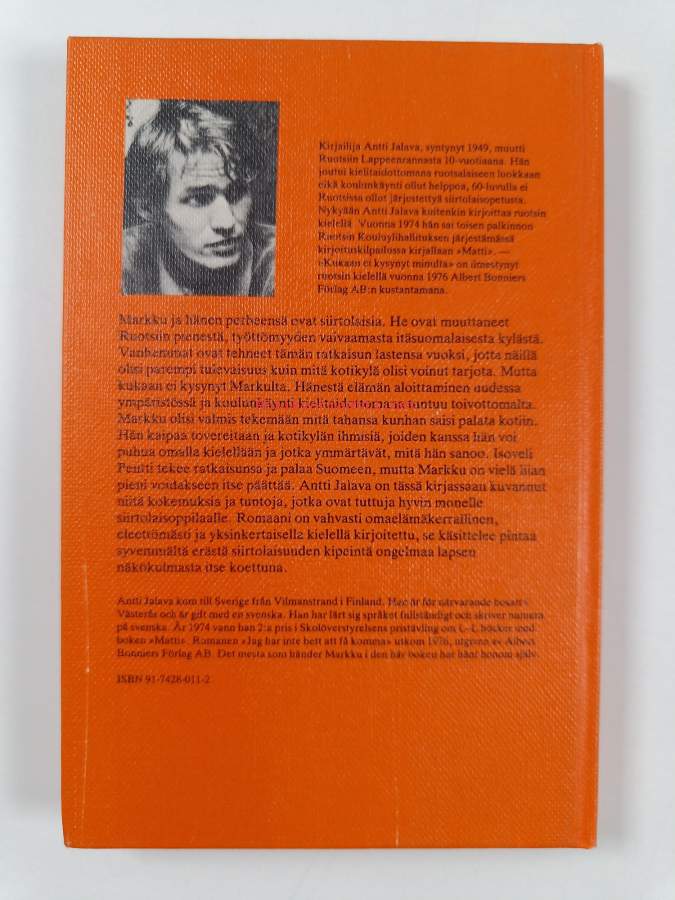 Kirjailija Antti Jalava, syntynyt 1949, muutti
Ruotsiin Lappeenrannasta 10-vuotiaana. Hän
joutui kielitaidottomana ruotsalaiseen luokkaan
eikä koulunkäynti ollut helppoa, 60-luvulla ei
Ruotsissa ollut järjestettyä siirtolaisopetusta.
Nykyään Antti Jalava kuitenkin kirjoittaa ruotsin
kielellä. Vuonna 1974 hän sai toisen palkinnon
Ruotsin Kouluylihallituksen järjestämässä
kirjoituskilpailussa kirjallaan »Matti». —
»Kukaan ei kysynyt minulta» on ilmestynyt
ruotsin kielellä vuonna 1976 Albert Bonniers
Förlag AB:n kustantamana.
Markku ja hänen perheensä ovat siirtolaisia. He ovat muuttaneet
Ruotsiin pienestä, työttömyyden vaivaamasta itäsuomalaisesta kylästä.
Vanhemmat ovat tehneet tämän ratkaisun lastensa vuoksi, jotta näillä
olisi parempi tulevaisuus kuin mitä kotikylä olisi voinut tarjota. Mutta
kukaan ei kysynyt Markulta. Hänestä elämän aloittaminen uudessa
ympäristössä ja koulunkäynti kielitaidottomana tuntuu toivottomalta.
Markku olisi valmis tekemään mitä tahansa kunhan saisi palata kotiin.
Hän kaipaa tovereitaan ja kotikylän ihmisiä, joiden kanssa hän voi
puhua omalla kielellään ja jotka ymmärtävät, mitä hän sanoo. Isoveli
Pentti tekee ratkaisunsa ja palaa Suomeen, mutta Markku on vielä liian
pieni voidakseen itse päättää. Antti Jalava on tässä kirjassaan kuvannut
niitä kokemuksia ja tuntoja, jotka ovat tuttuja hyvin monelle
siirtolaisoppilaalle. Romaani on vahvasti omaelämäkerrallinen,
eleettömästi ja yksinkertaisella kielellä kirjoitettu, se käsittelee pintaa
syvemmältä erästä siirtolaisuuden kipeintä ongelmaa lapsen
näkökulmasta itse koettuna.
Antti Jalava kom till Sverige från Vilmanstrand i Finland. Han är för närvarande bosatt i
Västerås och är gift med en svenska. Han har lärt sig språket fullständigt och skriver numera
på svenska. År 1974 vann han 2:a pris i Skolöverstyrelsens pristävling om L-L böcker med
boken »Matti». Romanen »Jag har inte bett att få komma» utkom 1976, utgiven av Albert
Bonniers Förlag AB. Det mesta som händer Markku i den här boken har hänt honom själv.
ISBN 91-7428-011-2